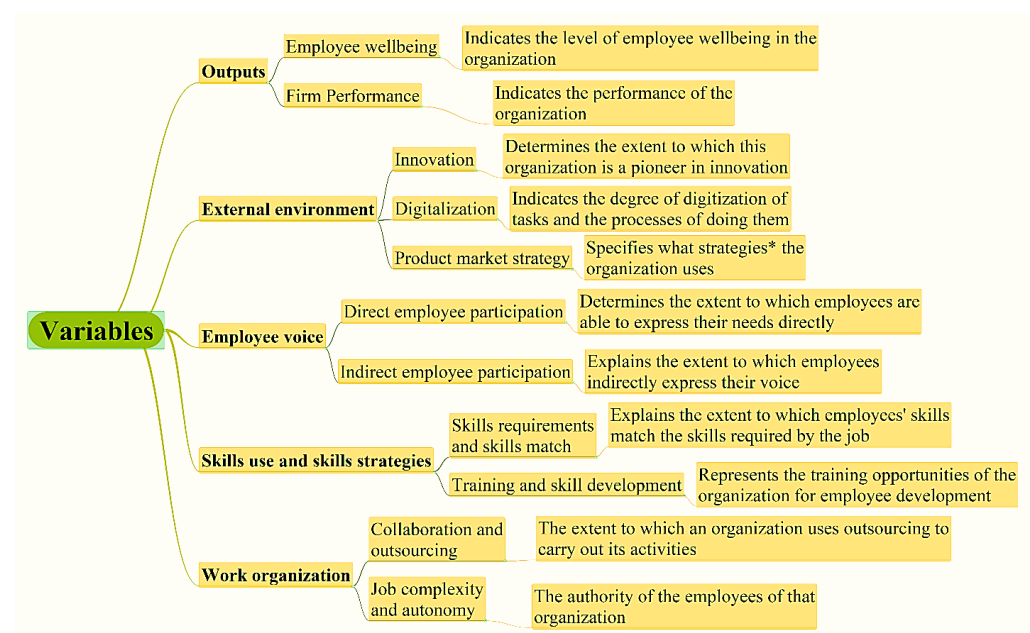 Variables
Outputs
Employee wellbeing
Indicates the level of employee wellbeing in the
organization
Firm Performance
Indicates the performance of the
organization
External environment
Innovation
Determines the extent to which this
organization is a pioneer in innovation
Digitalization
Indicates the degree of digitization of
tasks and the processes of doing them
Product market strategy
Specifies what strategies* the
organization uses
Employee voice
Direct employee participation
Determines the extent to which employees are
able to express their needs directly
Indirect employee participation
Explains the extent to which employees
indirectly express their voice
Skills use and skills strategies
Skills requirements
and skills match
Explains the extent to which employees' skills
match the skills required by the job
Training and skill development
Represents the training opportunities of the
organization for employee development
Work organization
Collaboration and
outsourcing
The extent to which an organization uses outsourcing to
carry out its activities
Job complexity
and autonomy
The authority of the employees of that
organization